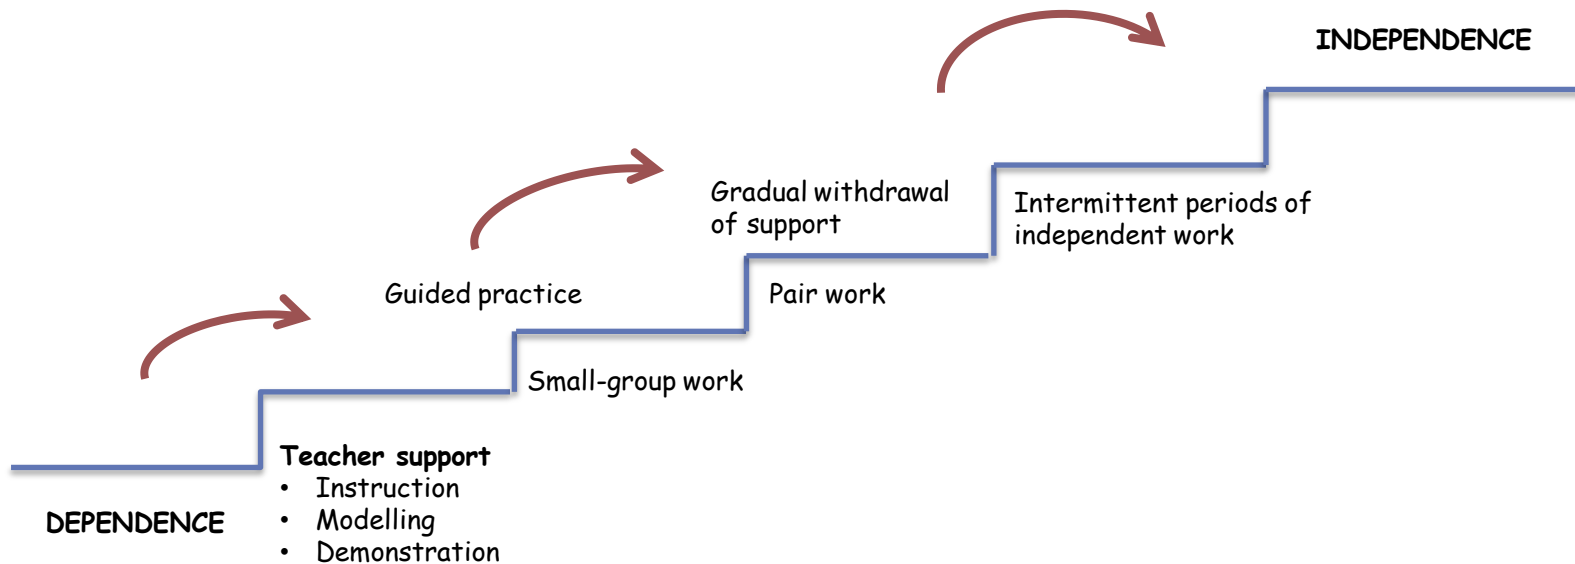 INDEPENDENCE
Gradual withdrawal
of support
Intermittent periods of
independent work
Guided practice
Pair work
Small-group work
Teacher support
• Instruction
• Modelling
• Demonstration
DEPENDENCE